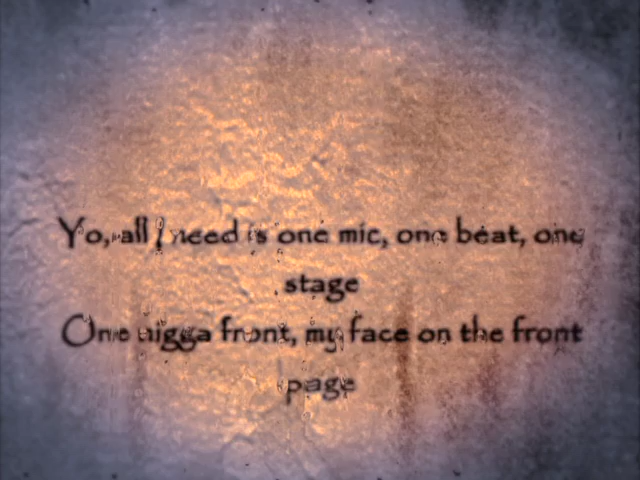 Yo, all I need is one mic, one beat, one
stage
One nigga front, my face on the front
page